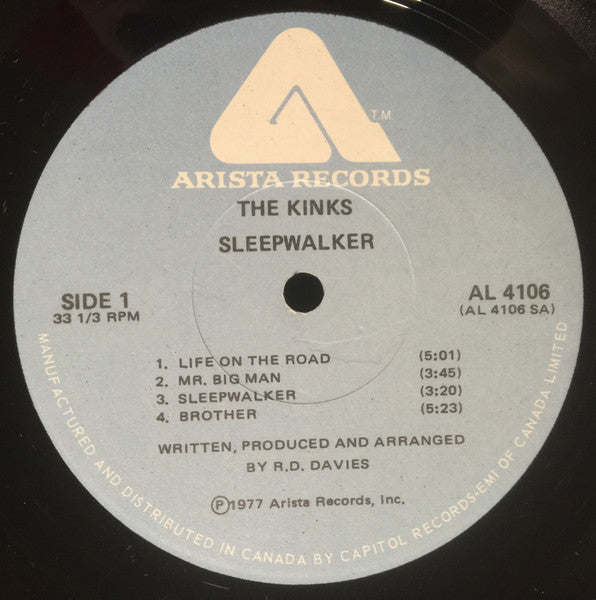 T.M.
ARISTA RECORDS
THE KINKS
SLEEPWALKER
SIDE 1
33 1/3 RPM
AL 4106
(AL 4106 SA)
1. LIFE ON THE ROAD (5:01)
2. MR. BIG MAN (3:45)
3. SLEEPWALKER (3:20)
4. BROTHER (5:23)
WRITTEN, PRODUCED AND ARRANGED
BY R.D. DAVIES
Ⓟ1977 Arista Records, Inc.
MANUFACTURED AND DISTRIBUTED IN CANADA BY CAPITOL RECORDS-EMI OF CANADA LIMITED